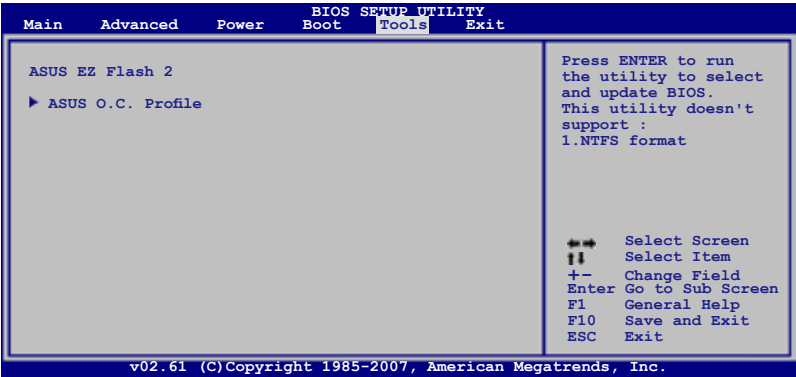 BIOS SETUP UTILITY
Main Advanced Power Boot Tools Exit
ASUS EZ Flash 2
ASUS O.C. Profile
Press ENTER to run
the utility to select
and update BIOS.
This utility doesn't
support :
1.NTFS format
←→ Select Screen
↑↓ Select Item
+- Change Field
Enter Go to Sub Screen
F1 General Help
F10 Save and Exit
ESC Exit
v02.61 (C)Copyright 1985-2007, American Megatrends, Inc.